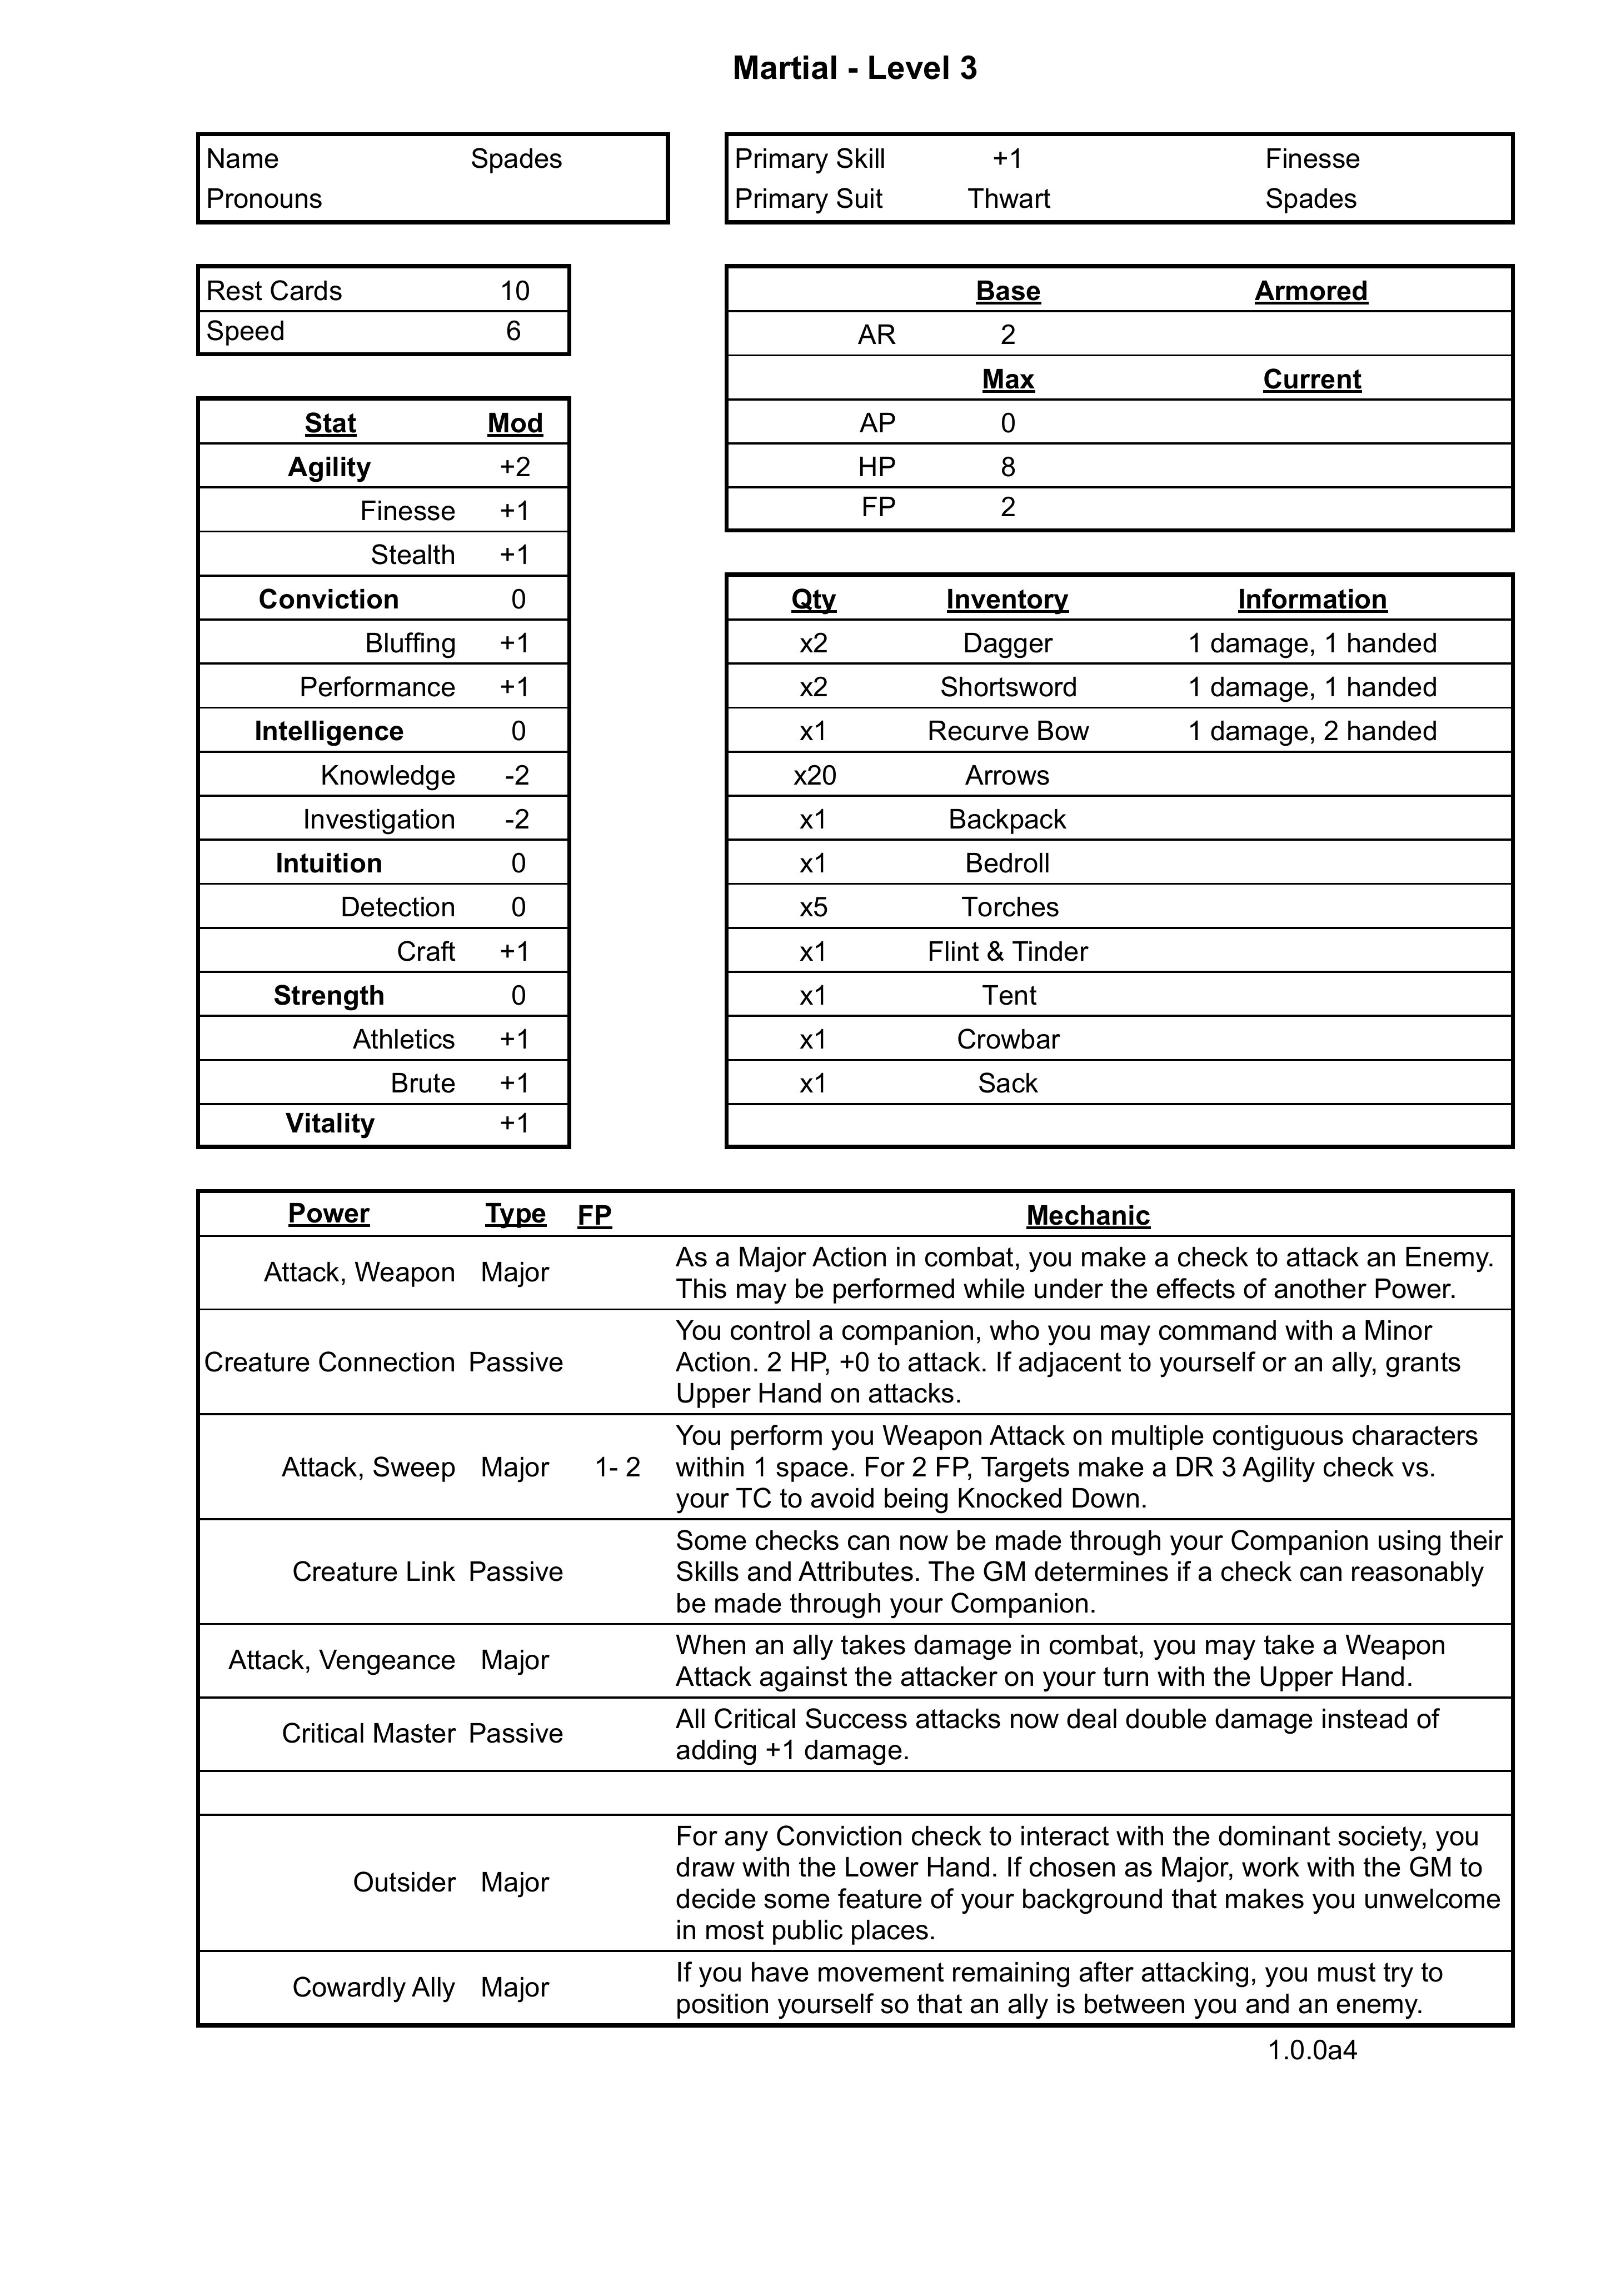 Martial - Level 3
Name Spades
Pronouns
Primary Skill +1 Finesse
Primary Suit Thwart Spades
Rest Cards 10
Speed 6
Base Armored
AR 2
Max Current
AP 0
HP 8
FP 2
Stat Mod
Agility +2
Finesse +1
Stealth +1
Conviction 0
Bluffing +1
Performance +1
Intelligence 0
Knowledge -2
Investigation -2
Intuition 0
Detection 0
Craft +1
Strength 0
Athletics +1
Brute +1
Vitality +1
Qty Inventory Information
x2 Dagger 1 damage, 1 handed
x2 Shortsword 1 damage, 1 handed
x1 Recurve Bow 1 damage, 2 handed
x20 Arrows
x1 Backpack
x1 Bedroll
x5 Torches
x1 Flint & Tinder
x1 Tent
x1 Crowbar
x1 Sack
Power Type FP Mechanic
Attack, Weapon Major
As a Major Action in combat, you make a check to attack an Enemy.
This may be performed while under the effects of another Power.
Creature Connection Passive
You control a companion, who you may command with a Minor
Action. 2 HP, +0 to attack. If adjacent to yourself or an ally, grants
Upper Hand on attacks.
Attack, Sweep Major 1- 2
You perform you Weapon Attack on multiple contiguous characters
within 1 space. For 2 FP, Targets make a DR 3 Agility check vs.
your TC to avoid being Knocked Down.
Creature Link Passive
Some checks can now be made through your Companion using their
Skills and Attributes. The GM determines if a check can reasonably
be made through your Companion.
Attack, Vengeance Major
When an ally takes damage in combat, you may take a Weapon
Attack against the attacker on your turn with the Upper Hand.
Critical Master Passive
All Critical Success attacks now deal double damage instead of
adding +1 damage.
Outsider Major
For any Conviction check to interact with the dominant society, you
draw with the Lower Hand. If chosen as Major, work with the GM to
decide some feature of your background that makes you unwelcome
in most public places.
Cowardly Ally Major
If you have movement remaining after attacking, you must try to
position yourself so that an ally is between you and an enemy.
1.0.0a4